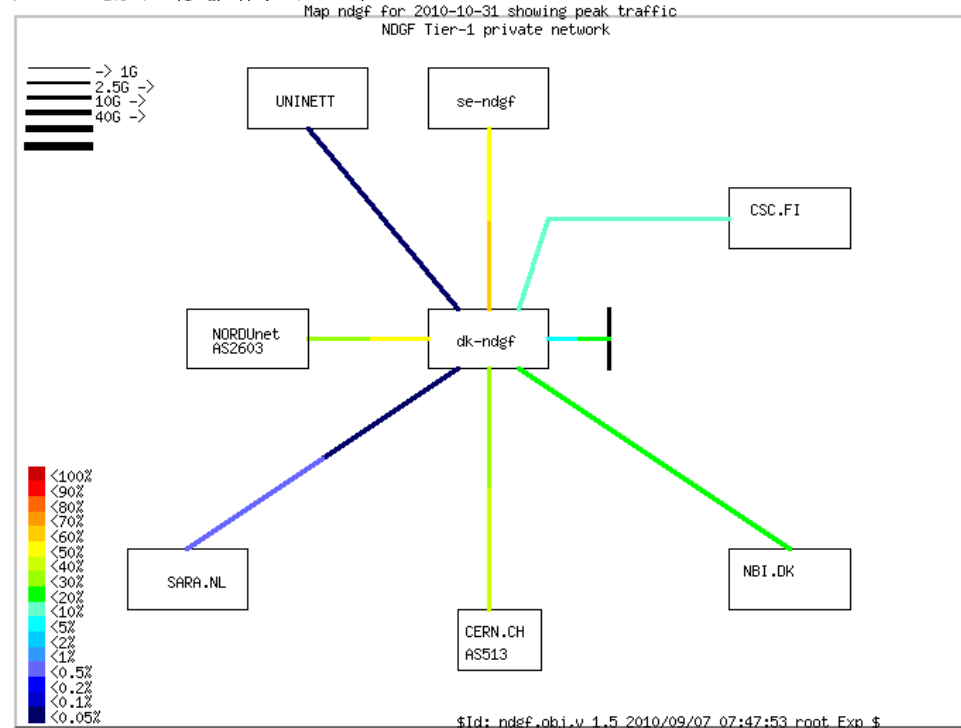 Map ndgf for 2010-10-31 showing peak traffic
NDGF Tier-1 private network
-> 1G
2.5G ->
10G ->
40G ->
UNINETT
se-ndgf
CSC.FI
NORDUnet
AS2603
dk-ndgf
SARA.NL
NBI.DK
CERN.CH
AS513
<100%
<90%
<80%
<70%
<60%
<50%
<40%
<30%
<20%
<10%
<5%
<2%
<1%
<0.5%
<0.2%
<0.1%
<0.05%
$Id: ndgf.obj,v 1.5 2010/09/07 07:47:53 root Exp $